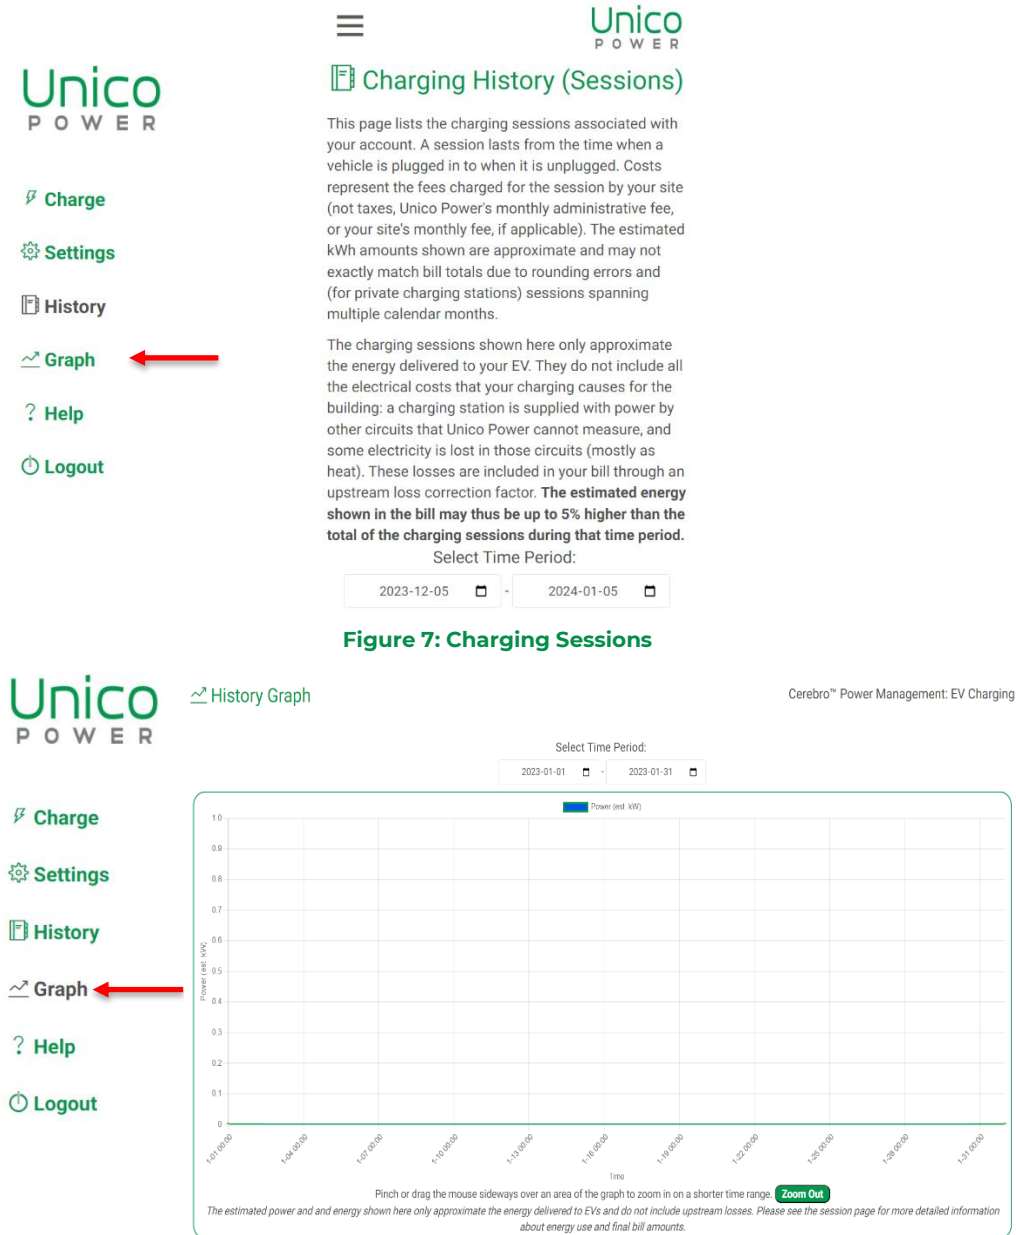 Unico
POWER
Charge
Settings
History
Graph
Help
Logout
Unico
POWER
Charging History (Sessions)
This page lists the charging sessions associated with
your account. A session lasts from the time when a
vehicle is plugged in to when it is unplugged. Costs
represent the fees charged for the session by your site
(not taxes, Unico Power's monthly administrative fee,
or your site's monthly fee, if applicable). The estimated
kWh amounts shown are approximate and may not
exactly match bill totals due to rounding errors and
(for private charging stations) sessions spanning
multiple calendar months.
The charging sessions shown here only approximate
the energy delivered to your EV. They do not include all
the electrical costs that your charging causes for the
building: a charging station is supplied with power by
other circuits that Unico Power cannot measure, and
some electricity is lost in those circuits (mostly as
heat). These losses are included in your bill through an
upstream loss correction factor. The estimated energy
shown in the bill may thus be up to 5% higher than the
total of the charging sessions during that time period.
Select Time Period:
2023-12-05 - 2024-01-05
Figure 7: Charging Sessions
Unico
POWER
Charge
Settings
History
Graph
Help
Logout
History Graph
Cerebro™ Power Management: EV Charging
Select Time Period:
2023-01-01 - 2023-01-31
Power (est. kW)
Power (est. kW)
1.0
0.9
0.8
0.7
0.6
0.5
0.4
0.3
0.2
0.1
0
1-01 00:00
1-04 00:00
1-07 00:00
1-10 00:00
1-13 00:00
1-16 00:00
1-19 00:00
1-22 00:00
1-25 00:00
1-28 00:00
1-31 00:00
Time
Pinch or drag the mouse sideways over an area of the graph to zoom in on a shorter time range. Zoom Out
The estimated power and and energy shown here only approximate the energy delivered to EVs and do not include upstream losses. Please see the session page for more detailed information
about energy use and final bill amounts.